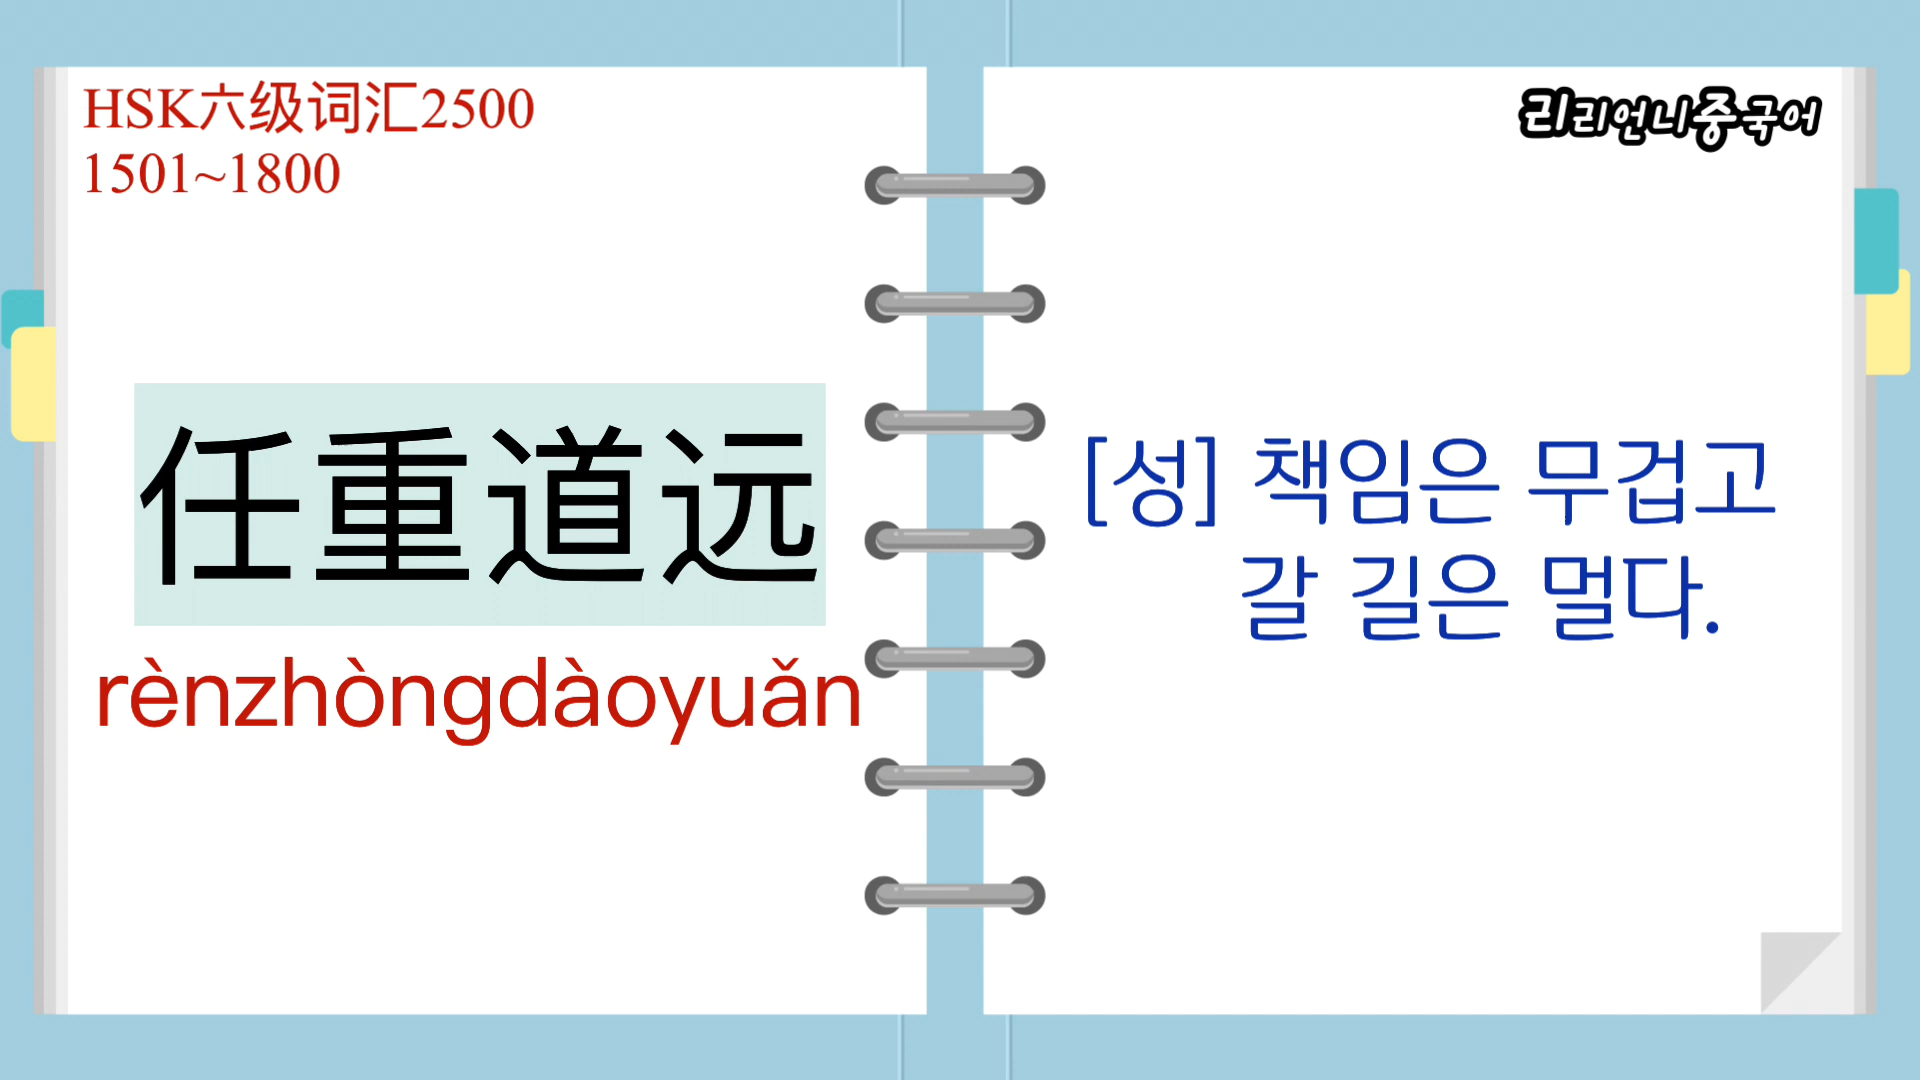 HSK六级词汇2500
1501~1800
리리언니중국어
任重道远
rènzhòngdàoyuǎn
[성] 책임은 무겁고
갈 길은 멀다.